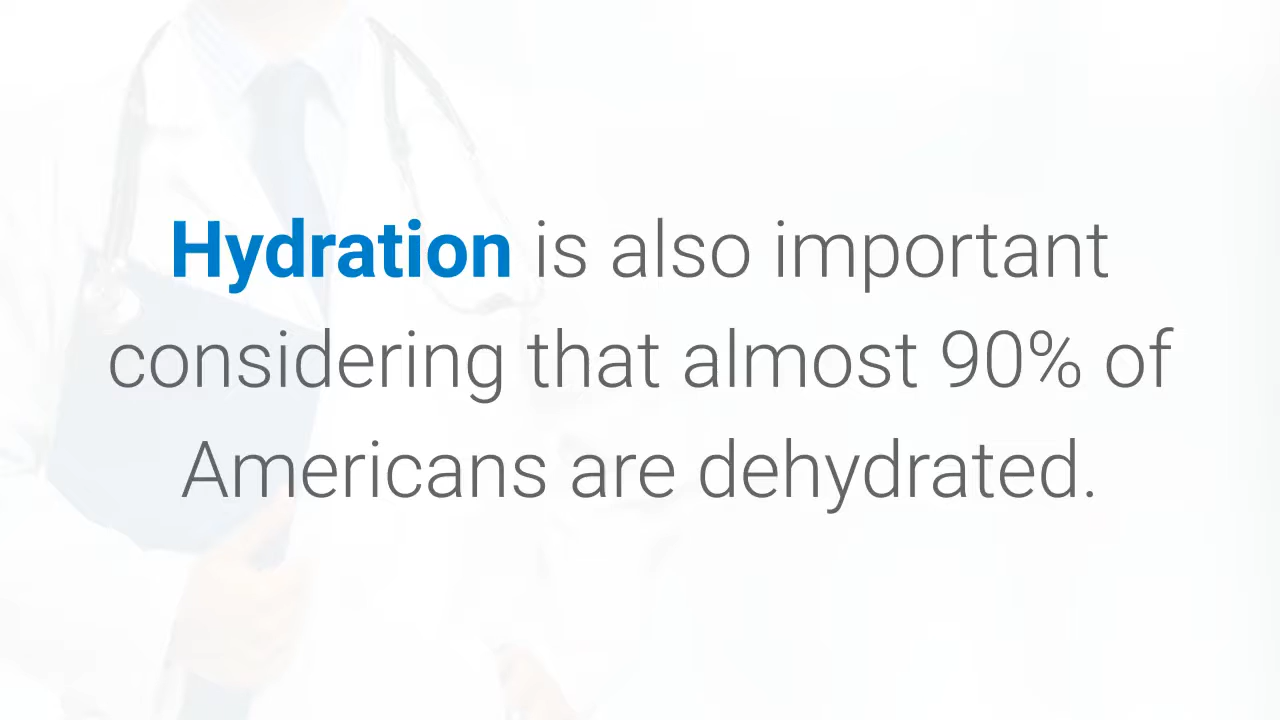 Hydration is also important
considering that almost 90% of
Americans are dehydrated.